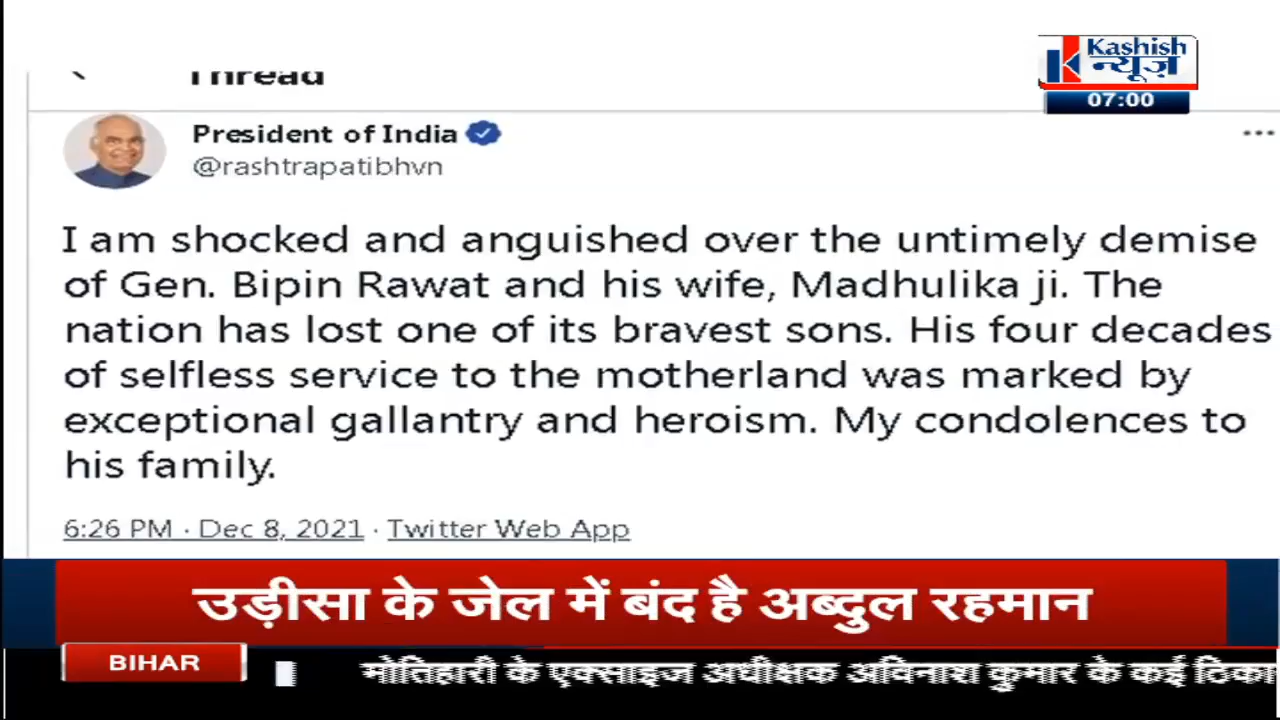 Kashish
न्यूज़
07:00
Thread
President of India
@rashtrapatibhvn
I am shocked and anguished over the untimely demise
of Gen. Bipin Rawat and his wife, Madhulika ji. The
nation has lost one of its bravest sons. His four decades
of selfless service to the motherland was marked by
exceptional gallantry and heroism. My condolences to
his family.
6:26 PM · Dec 8, 2021 · Twitter Web App
उड़ीसा के जेल में बंद है अब्दुल रहमान
BIHAR
मोतिहारी के एक्साइज अधीक्षक अविनाश कुमार के कई ठिका